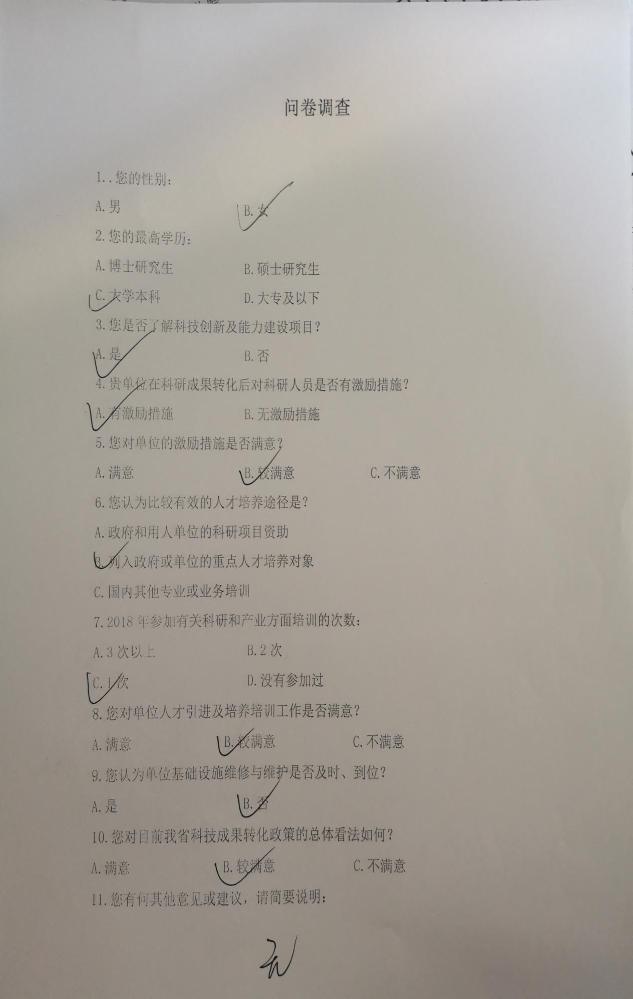 问卷调查
1..您的性别:
A.男 B.女
2.您的最高学历:
A.博士研究生 B.硕士研究生
C.大学本科 D.大专及以下
3.您是否了解科技创新及能力建设项目?
A.是 B.否
4.贵单位在科研成果转化后对科研人员是否有激励措施?
A.有激励措施 B.无激励措施
5.您对单位的激励措施是否满意?
A.满意 B.较满意 C.不满意
6.您认为比较有效的人才培养途径是?
A.政府和用人单位的科研项目资助
B.列入政府或单位的重点人才培养对象
C.国内其他专业或业务培训
7.2018年参加有关科研和产业方面培训的次数:
A.3次以上 B.2次
C.1次 D.没有参加过
8.您对单位人才引进及培养培训工作是否满意?
A.满意 B.较满意 C.不满意
9.您认为单位基础设施维修与维护是否及时、到位?
A.是 B.否
10.您对目前我省科技成果转化政策的总体看法如何?
A.满意 B.较满意 C.不满意
11.您有何其他意见或建议，请简要说明:
无